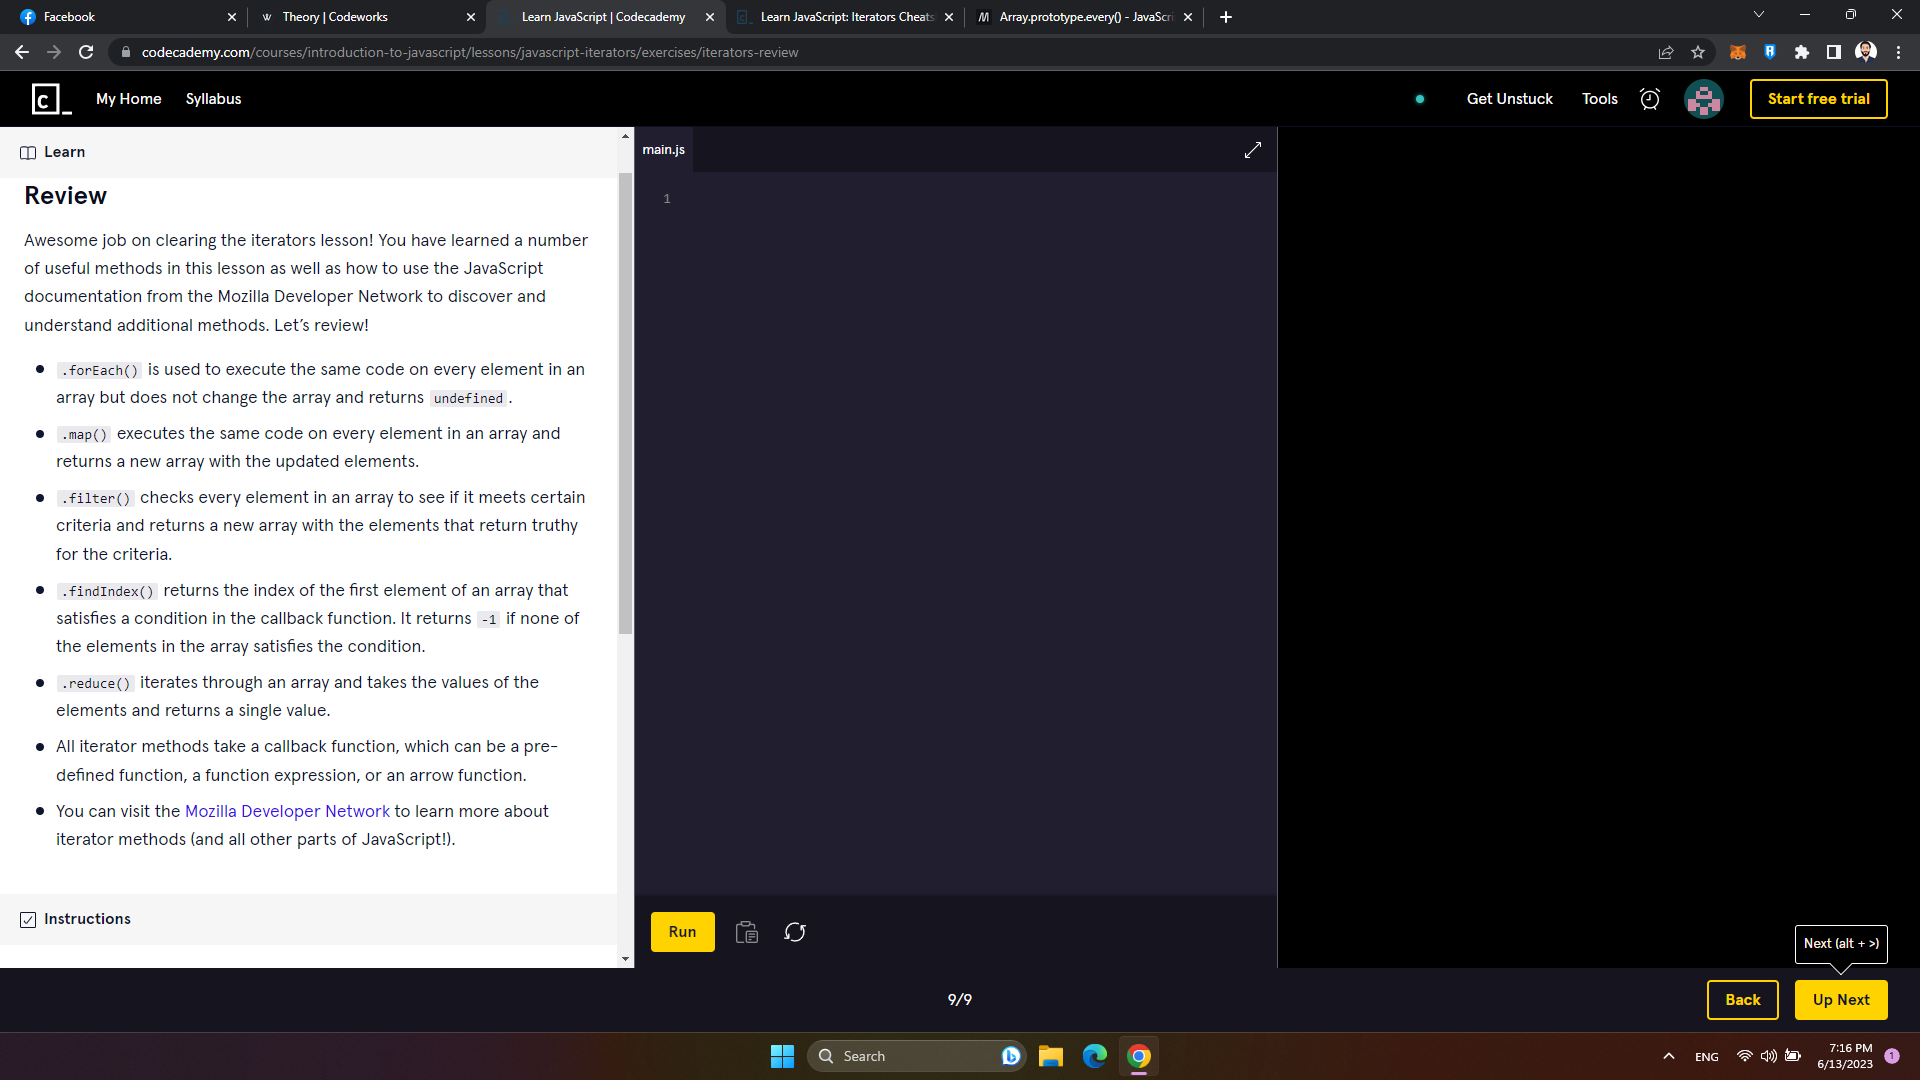 Facebook
Theory | Codeworks
Learn JavaScript | Codecademy
Learn JavaScript: Iterators Cheats
Array.prototype.every() - JavaScri
codecademy.com/courses/introduction-to-javascript/lessons/javascript-iterators/exercises/iterators-review
My Home
Syllabus
Get Unstuck
Tools
Start free trial
Learn
Review
Awesome job on clearing the iterators lesson! You have learned a number
of useful methods in this lesson as well as how to use the JavaScript
documentation from the Mozilla Developer Network to discover and
understand additional methods. Let’s review!
.forEach() is used to execute the same code on every element in an
array but does not change the array and returns undefined.
.map() executes the same code on every element in an array and
returns a new array with the updated elements.
.filter() checks every element in an array to see if it meets certain
criteria and returns a new array with the elements that return truthy
for the criteria.
.findIndex() returns the index of the first element of an array that
satisfies a condition in the callback function. It returns -1 if none of
the elements in the array satisfies the condition.
.reduce() iterates through an array and takes the values of the
elements and returns a single value.
All iterator methods take a callback function, which can be a pre-
defined function, a function expression, or an arrow function.
You can visit the Mozilla Developer Network to learn more about
iterator methods (and all other parts of JavaScript!).
Instructions
main.js
1
Run
Next (alt + >)
9/9
Back
Up Next
Search
ENG
7:16 PM
6/13/2023
1